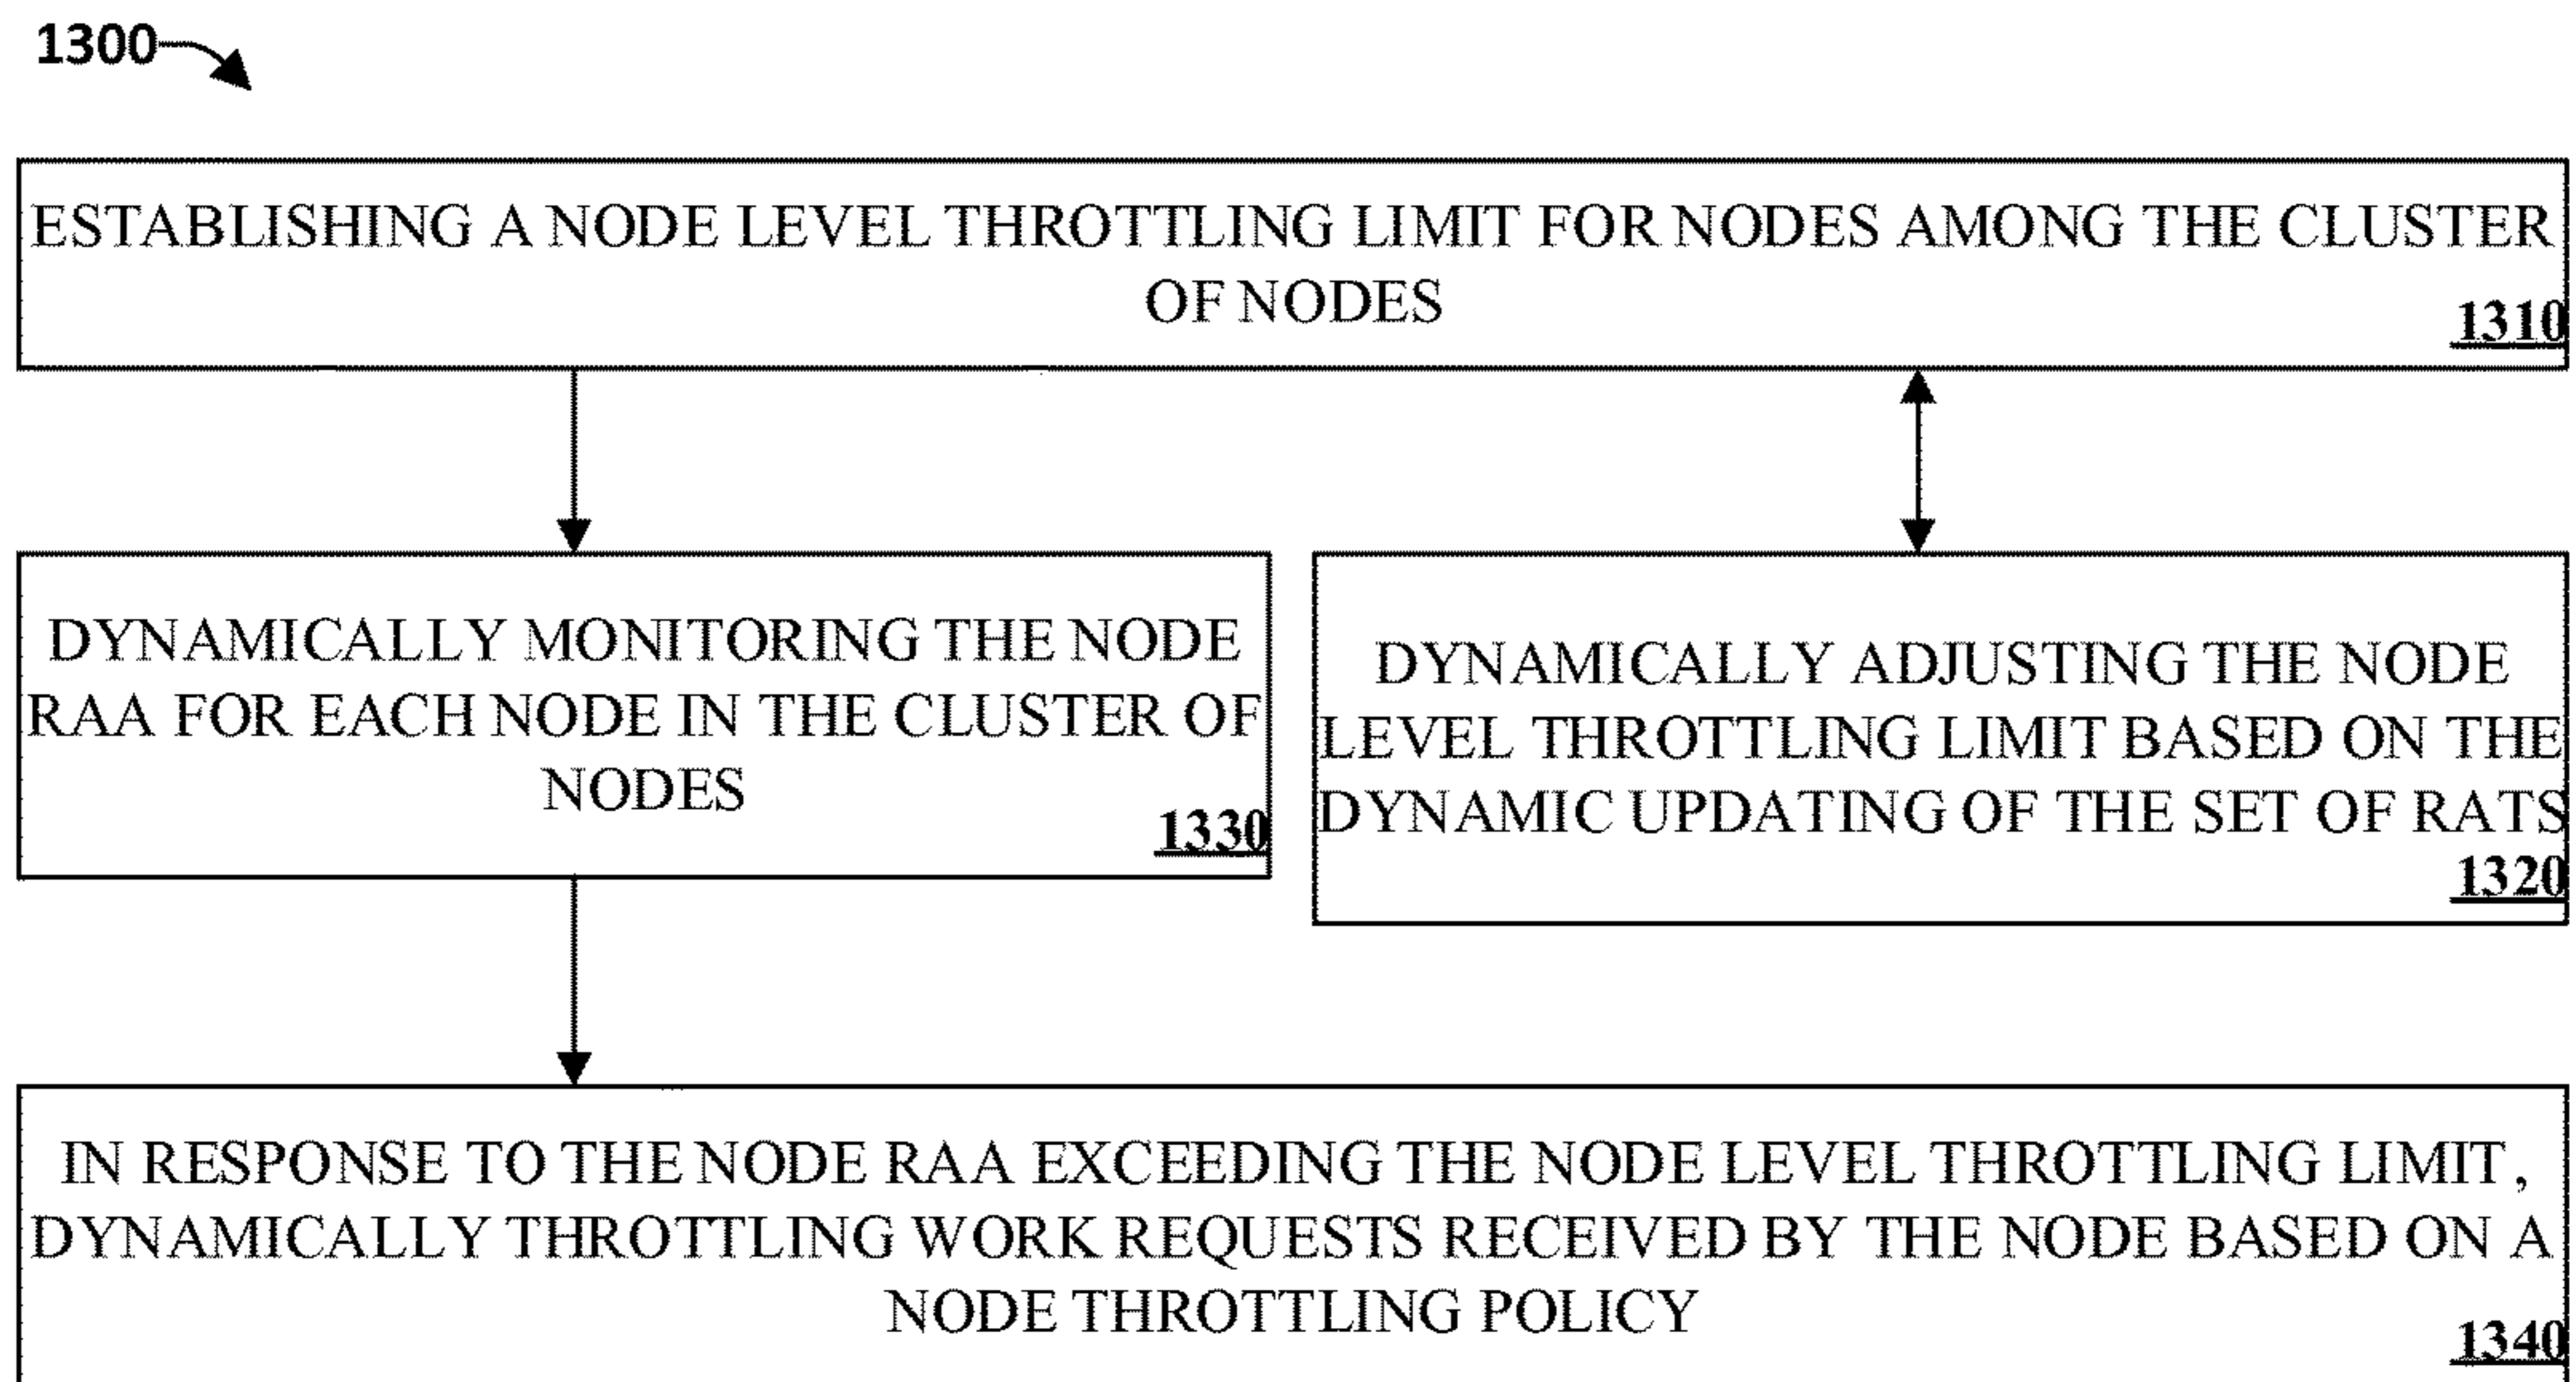 1300
ESTABLISHING A NODE LEVEL THROTTLING LIMIT FOR NODES AMONG THE CLUSTER
OF NODES
1310
DYNAMICALLY MONITORING THE NODE
RAA FOR EACH NODE IN THE CLUSTER OF
NODES
1330
DYNAMICALLY ADJUSTING THE NODE
LEVEL THROTTLING LIMIT BASED ON THE
DYNAMIC UPDATING OF THE SET OF RATS
1320
IN RESPONSE TO THE NODE RAA EXCEEDING THE NODE LEVEL THROTTLING LIMIT,
DYNAMICALLY THROTTLING WORK REQUESTS RECEIVED BY THE NODE BASED ON A
NODE THROTTLING POLICY
1340